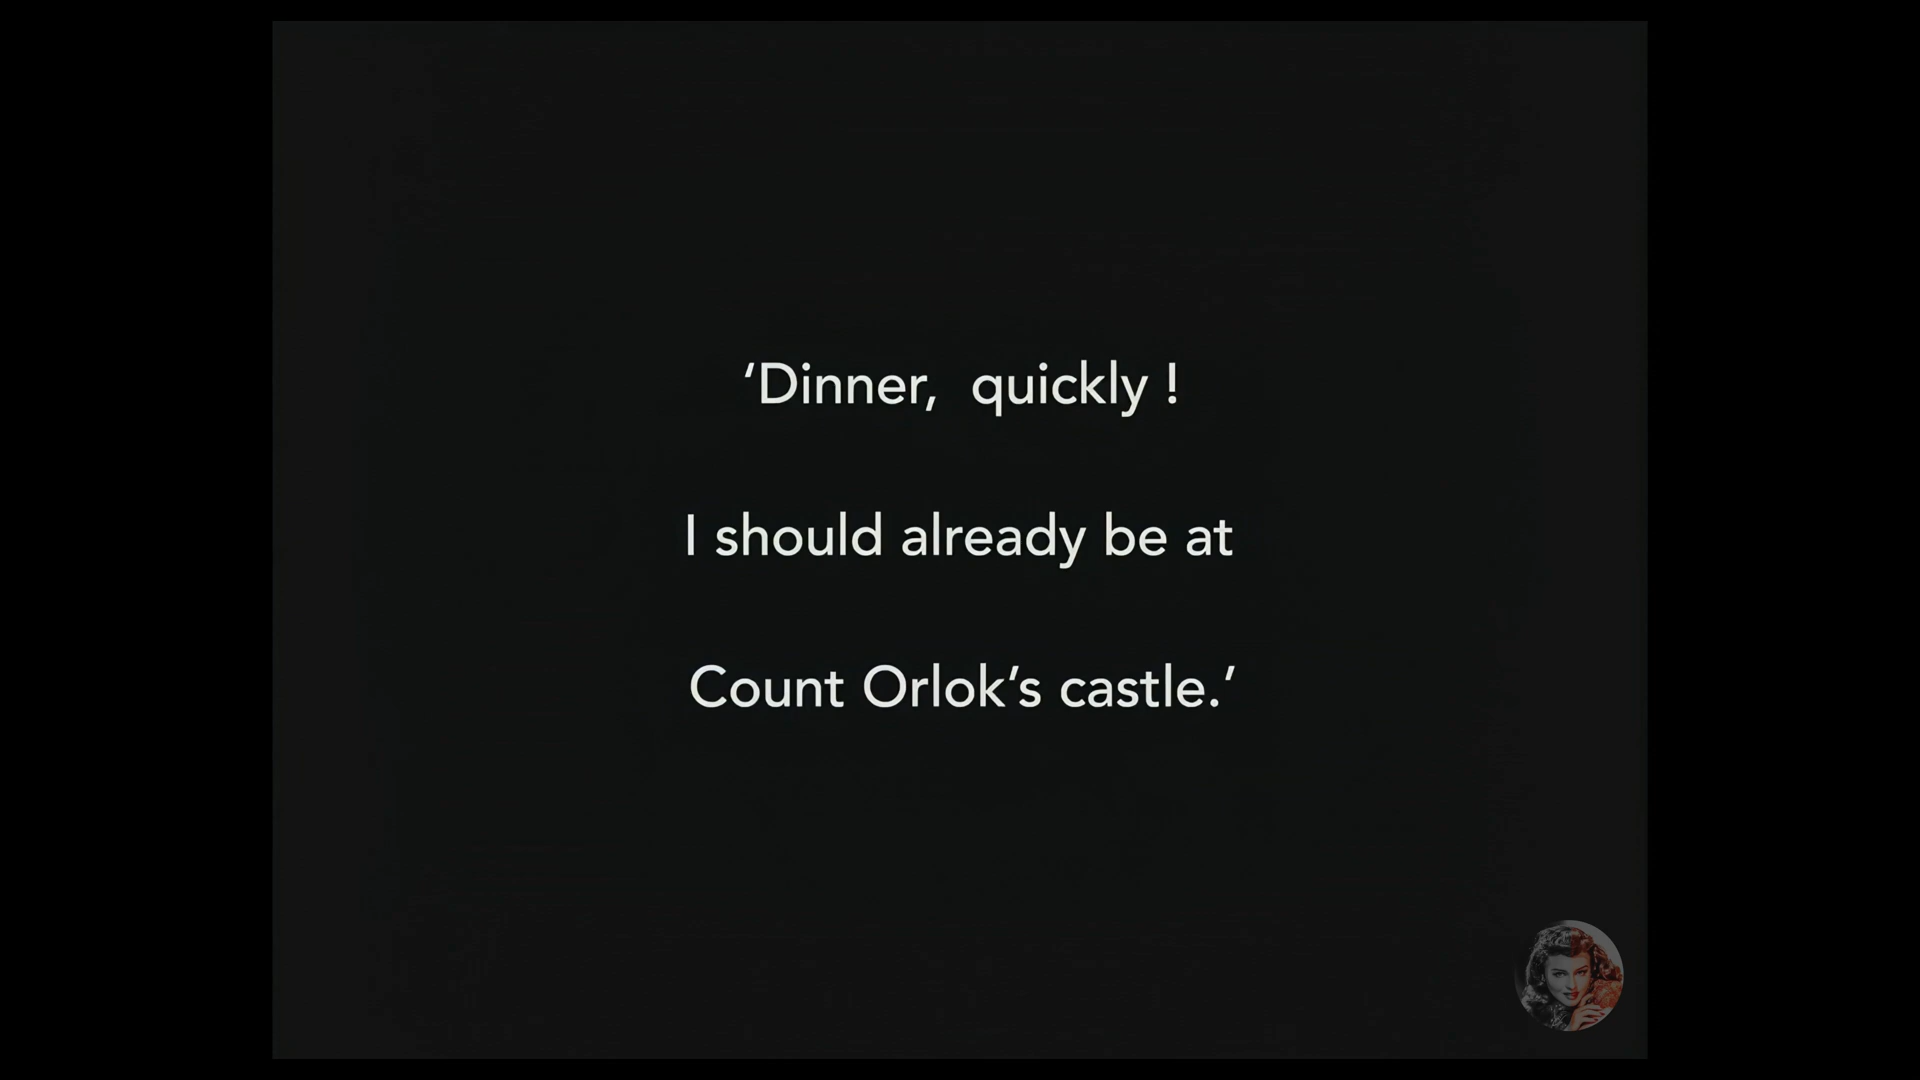 ‘Dinner,  quickly !
I should already be at
Count Orlok’s castle.’